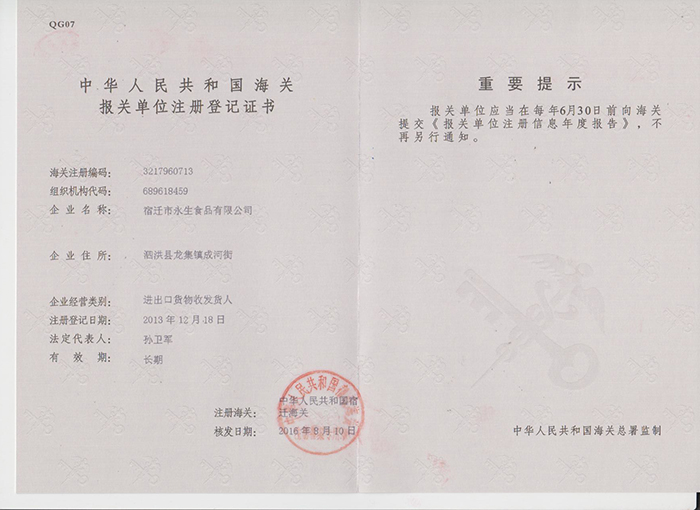 QG07
中华人民共和国海关
报关单位注册登记证书
海关注册编码： 3217960713
组织机构代码： 689618459
企业名称： 宿迁市永生食品有限公司
企业住所： 泗洪县龙集镇成河街
企业经营类别： 进出口货物收发货人
注册登记日期： 2013年12月18日
法定代表人： 孙卫军
有效期： 长期
注册海关： 中华人民共和国宿
迁海关
核发日期： 2016年8月10日
重要提示
报关单位应当在每年6月30日前向海关
提交《报关单位注册信息年度报告》，不
再另行通知。
中华人民共和国海关总署监制